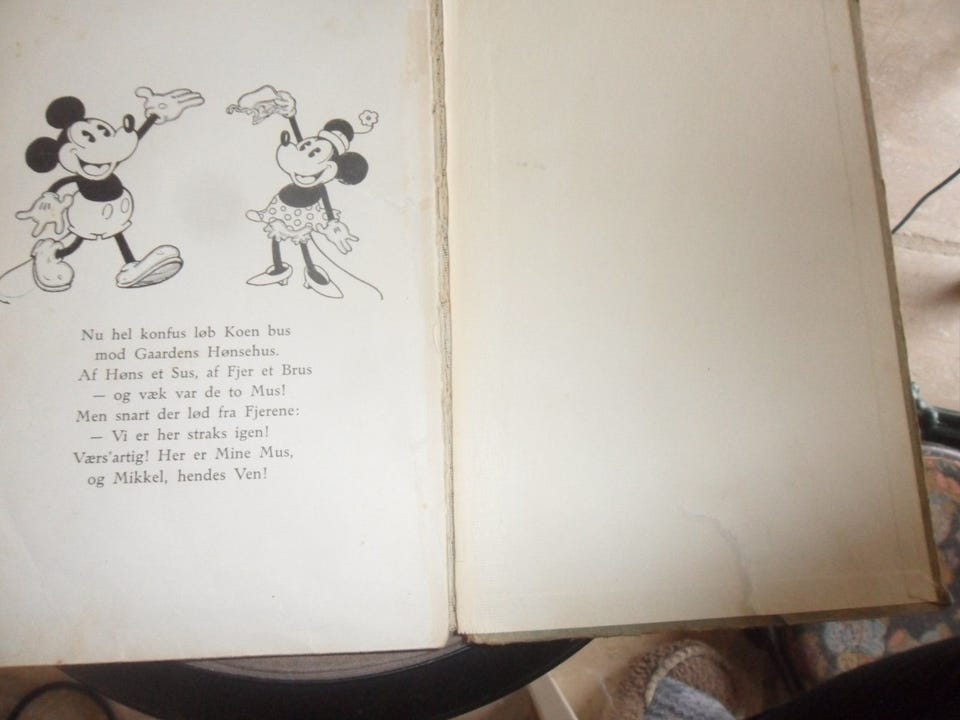 Nu hel konfus løb Koen bus
mod Gaardens Hønsehus.
Af Høns et Sus, af Fjer et Brus
— og væk var de to Mus!
Men snart der lød fra Fjerene:
— Vi er her straks igen!
Værs'artig! Her er Mine Mus,
og Mikkel, hendes Ven!